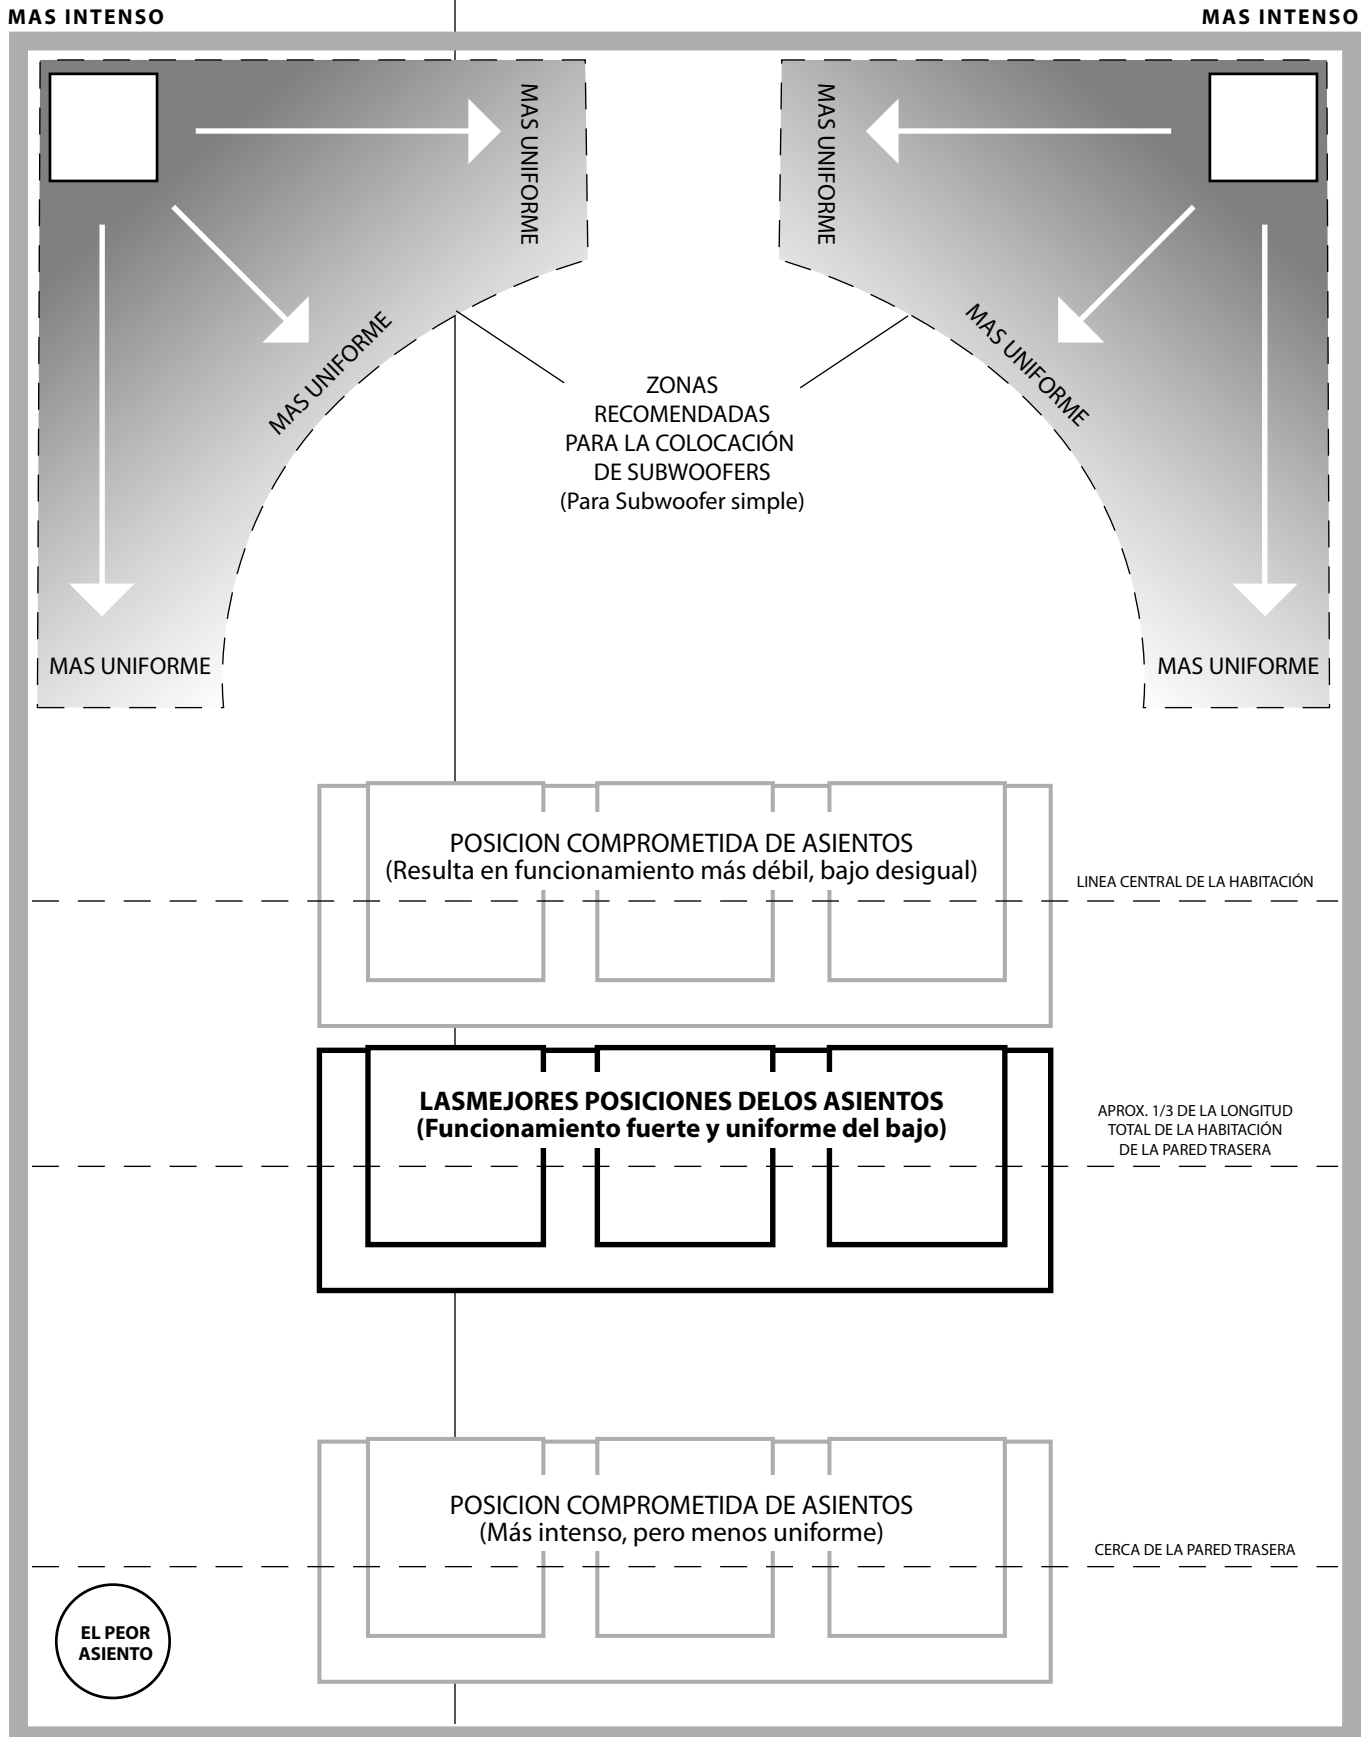 MAS INTENSO
MAS INTENSO
MAS UNIFORME
MAS UNIFORME
MAS UNIFORME
MAS UNIFORME
ZONAS
RECOMENDADAS
PARA LA COLOCACIÓN
DE SUBWOOFERS
(Para Subwoofer simple)
MAS UNIFORME
MAS UNIFORME
POSICION COMPROMETIDA DE ASIENTOS
(Resulta en funcionamiento más débil, bajo desigual)
LINEA CENTRAL DE LA HABITACIÓN
LASMEJORES POSICIONES DELOS ASIENTOS
(Funcionamiento fuerte y uniforme del bajo)
APROX. 1/3 DE LA LONGITUD
TOTAL DE LA HABITACIÓN
DE LA PARED TRASERA
POSICION COMPROMETIDA DE ASIENTOS
(Más intenso, pero menos uniforme)
CERCA DE LA PARED TRASERA
EL PEOR
ASIENTO